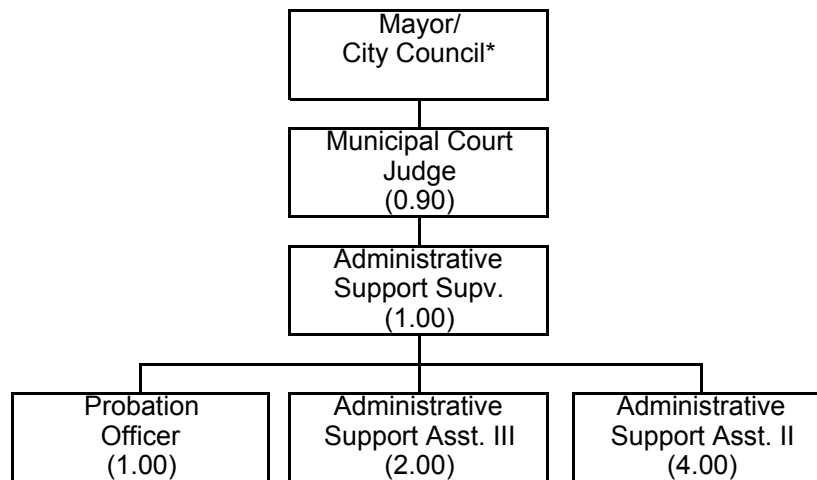 Mayor/
City Council*
Municipal Court
Judge
(0.90)
Administrative
Support Supv.
(1.00)
Probation
Officer
(1.00)
Administrative
Support Asst. III
(2.00)
Administrative
Support Asst. II
(4.00)